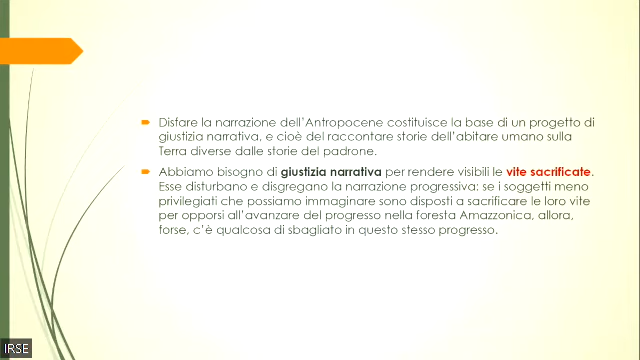 Disfare la narrazione dell'Antropocene costituisce la base di un progetto di
giustizia narrativa, e cioè del raccontare storie dell'abitare umano sulla
Terra diverse dalle storie del padrone.
Abbiamo bisogno di giustizia narrativa per rendere visibili le vite sacrificate.
Esse disturbano e disgregano la narrazione progressiva: se i soggetti meno
privilegiati che possiamo immaginare sono disposti a sacrificare le loro vite
per opporsi all'avanzare del progresso nella foresta Amazzonica, allora,
forse, c'è qualcosa di sbagliato in questo stesso progresso.
IRSE